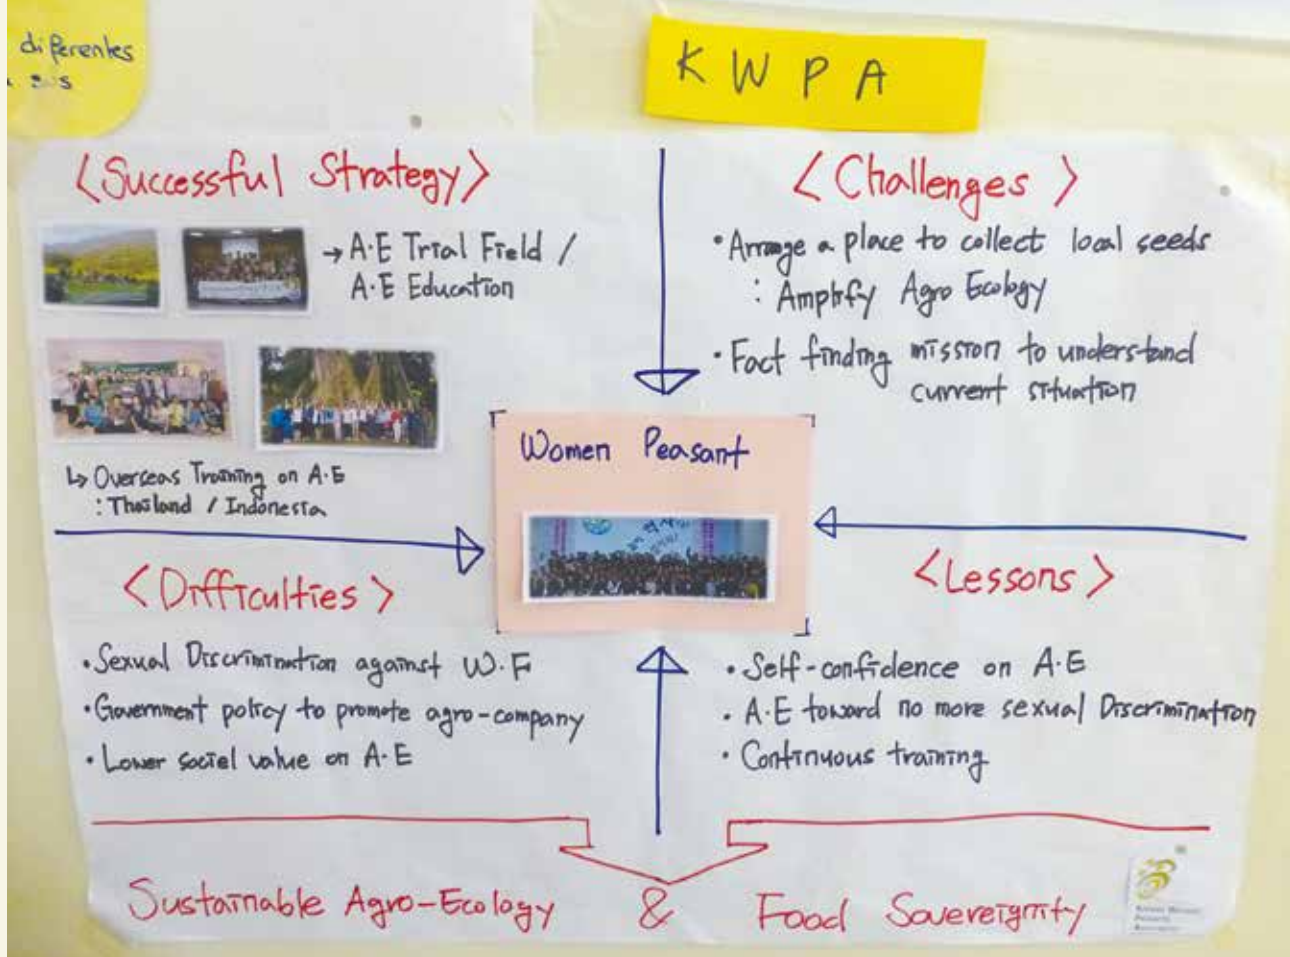 diferentes
KWPA
<Successful Strategy>
→ A·E Trial Field /
A·E Education
↳ Overseas Training on A·E
: Thailand / Indonesia
<Challenges>
• Arrange a place to collect local seeds
: Amplify Agro Ecology
• Fact finding mission to understand
current situation
Women Peasant
<Difficulties>
• Sexual Discrimination against W·F
• Government policy to promote agro-company
• Lower social value on A·E
<Lessons>
• Self-confidence on A·E
• A·E toward no more sexual Discrimination
• Continuous training
Sustainable Agro-Ecology & Food Sovereignity